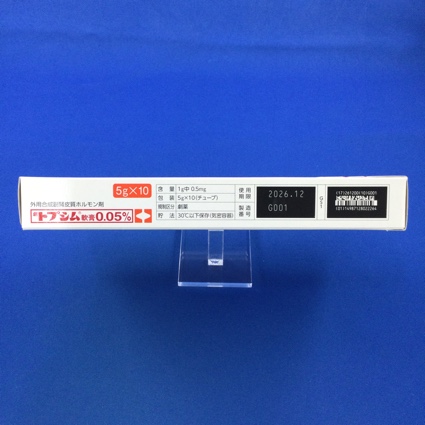 5g×10
外用合成副腎皮質ホルモン剤
トプシム軟膏0.05%
含 量 1g中 0.5mg
包 装 5g×10(チューブ)
規制区分 劇薬
貯 法 30℃以下保存(気密容器)
使用期限 2026.12
製造番号 G001